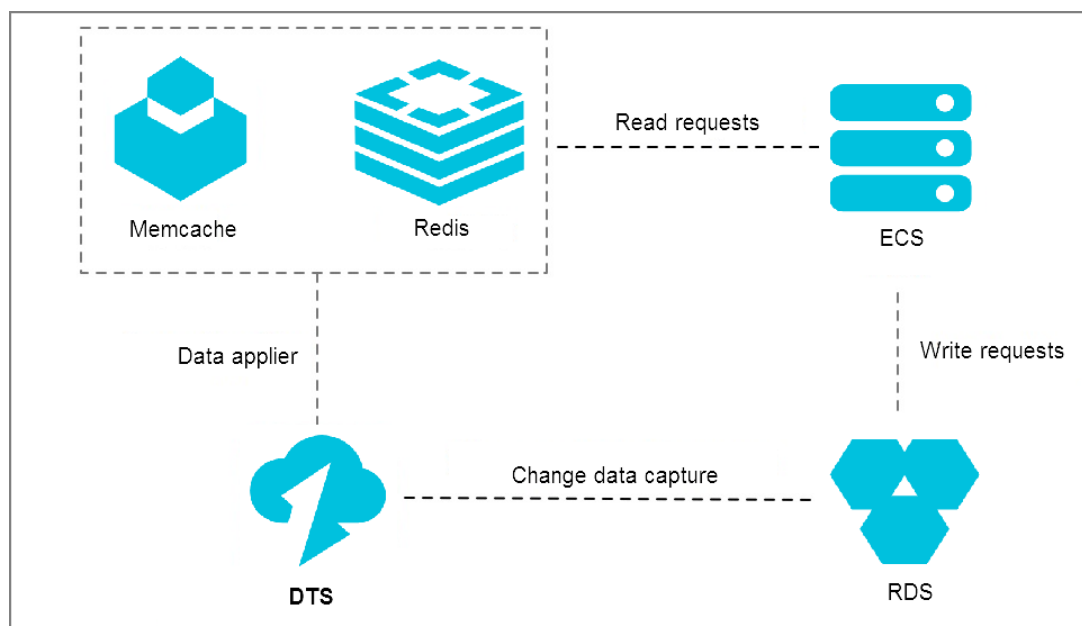 Read requests
Memcache
Redis
ECS
Data applier
Write requests
Change data capture
DTS
RDS